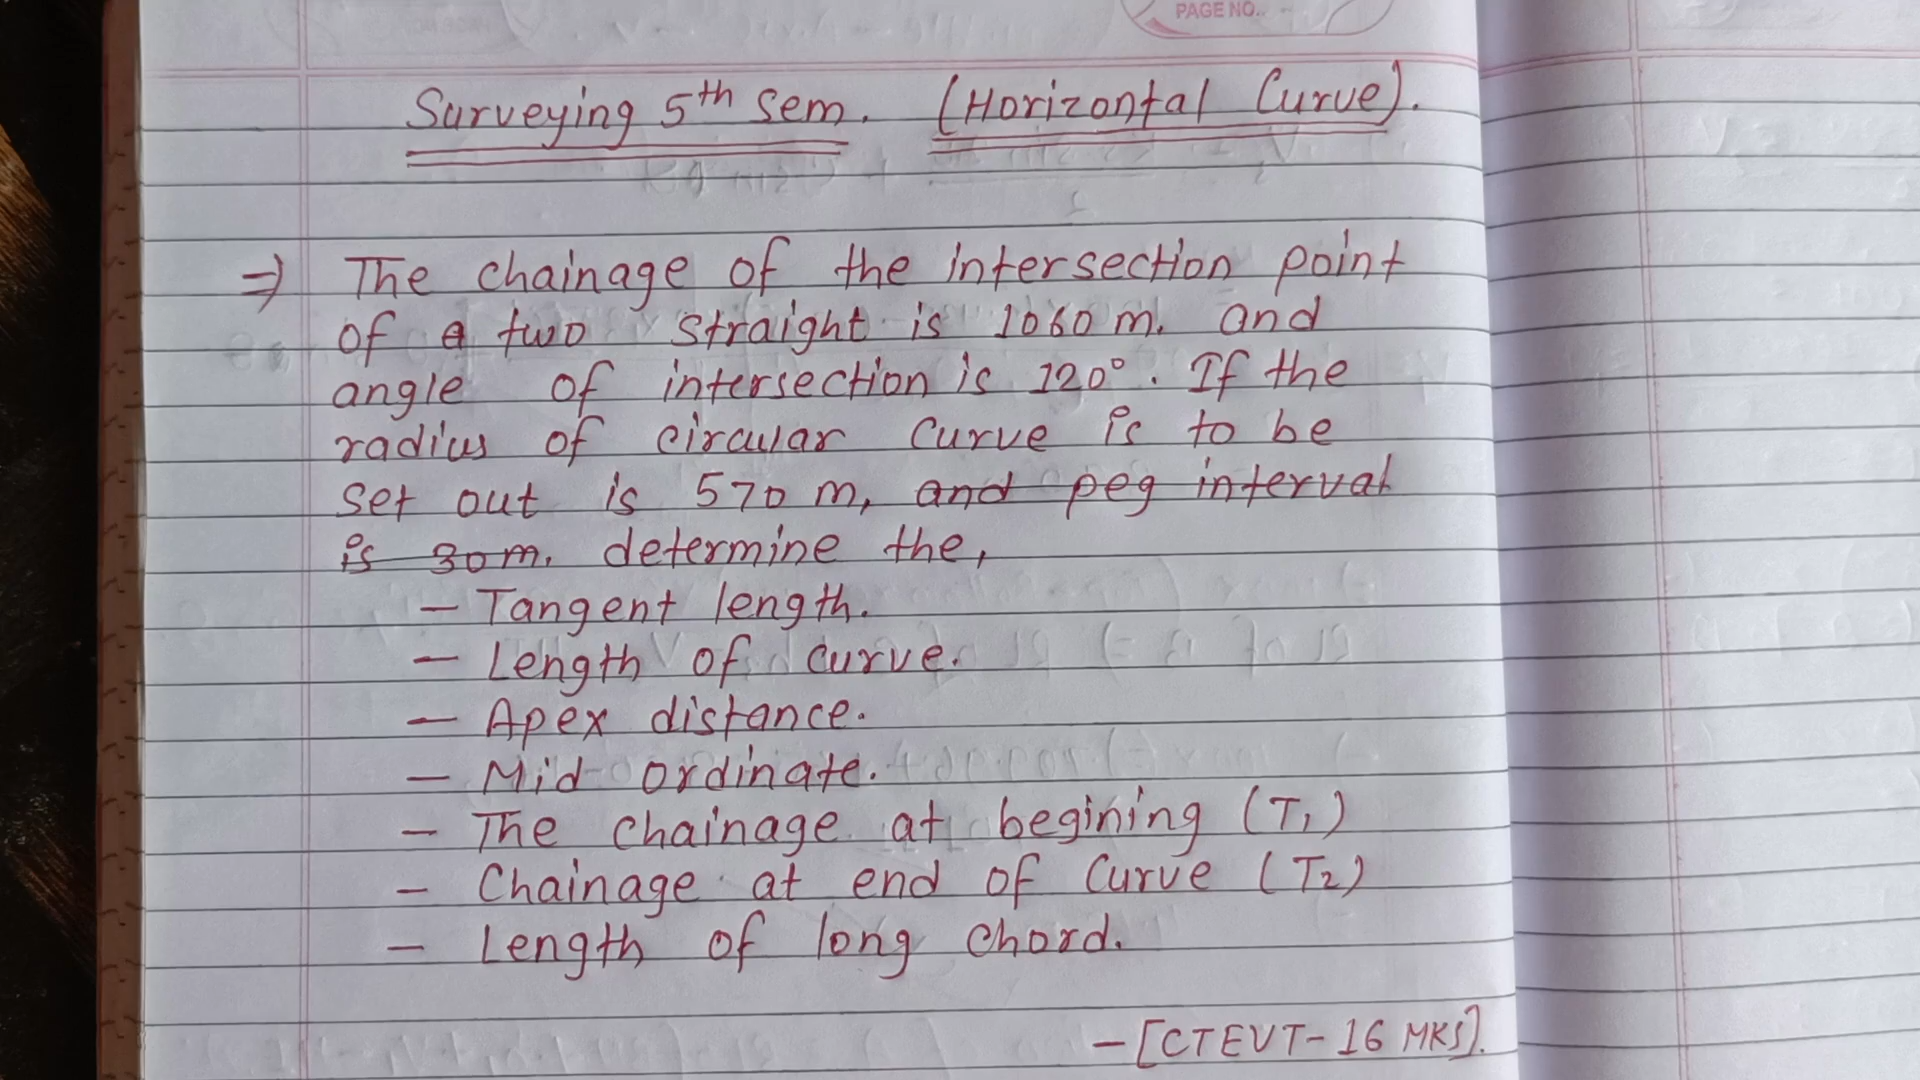 PAGE NO..
Surveying 5th sem. (Horizontal Curve).
⇒ The chainage of the intersection point
of a two straight is 1060 m. and
angle of intersection is 120°. If the
radius of circular curve is to be
set out is 570 m, and peg interval
is 30 m. determine the,
– Tangent length.
– Length of curve.
– Apex distance.
– Mid ordinate.
– The chainage at begining (T1)
– Chainage at end of curve (T2)
– Length of long chord.
– [CTEVT- 16 MKS].